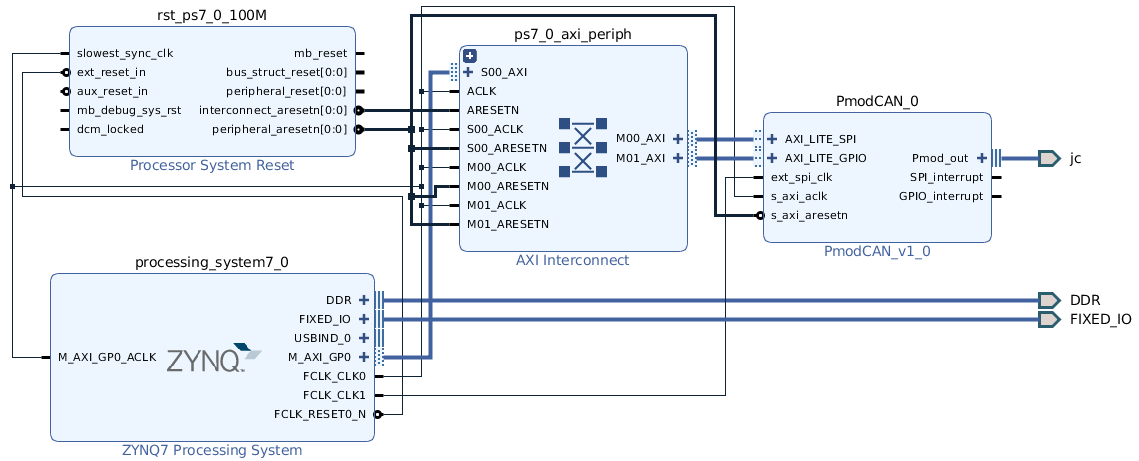 rst_ps7_0_100M
slowest_sync_clk
ext_reset_in
aux_reset_in
mb_debug_sys_rst
dcm_locked
mb_reset
bus_struct_reset[0:0]
peripheral_reset[0:0]
interconnect_aresetn[0:0]
peripheral_aresetn[0:0]
Processor System Reset
ps7_0_axi_periph
S00_AXI
ACLK
ARESETN
S00_ACLK
S00_ARESETN
M00_ACLK
M00_ARESETN
M01_ACLK
M01_ARESETN
M00_AXI
M01_AXI
AXI Interconnect
PmodCAN_0
AXI_LITE_SPI
AXI_LITE_GPIO
ext_spi_clk
s_axi_aclk
s_axi_aresetn
Pmod_out
SPI_interrupt
GPIO_interrupt
PmodCAN_v1_0
jc
processing_system7_0
M_AXI_GP0_ACLK
ZYNQ
DDR
FIXED_IO
USBIND_0
M_AXI_GP0
FCLK_CLK0
FCLK_CLK1
FCLK_RESET0_N
ZYNQ7 Processing System
DDR
FIXED_IO